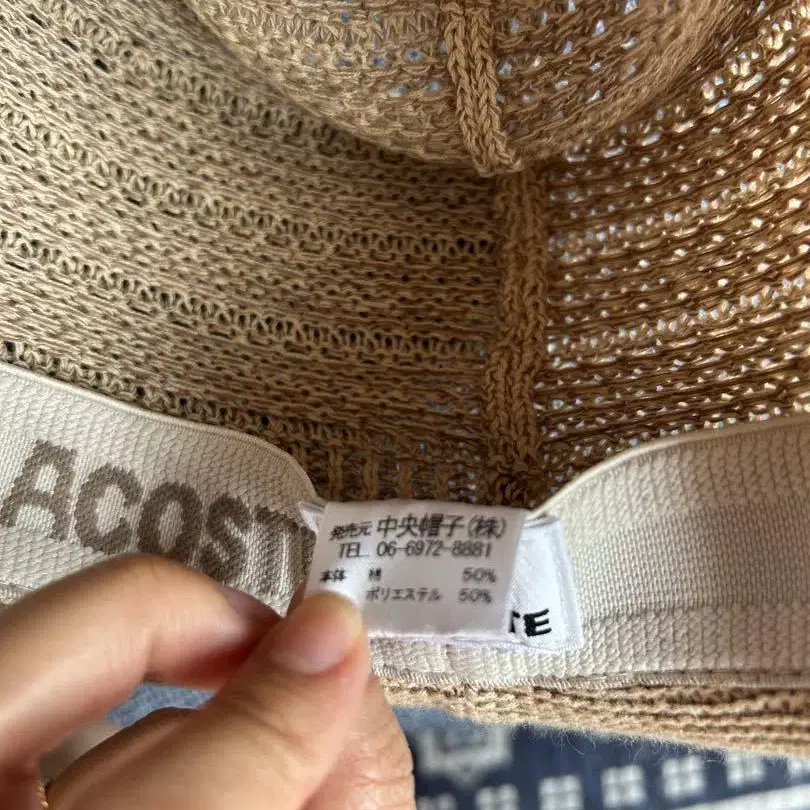 ACOST
発売元 中央帽子(株)
TEL 06-6972-8881
本体 綿 50%
ポリエステル 50%
TE